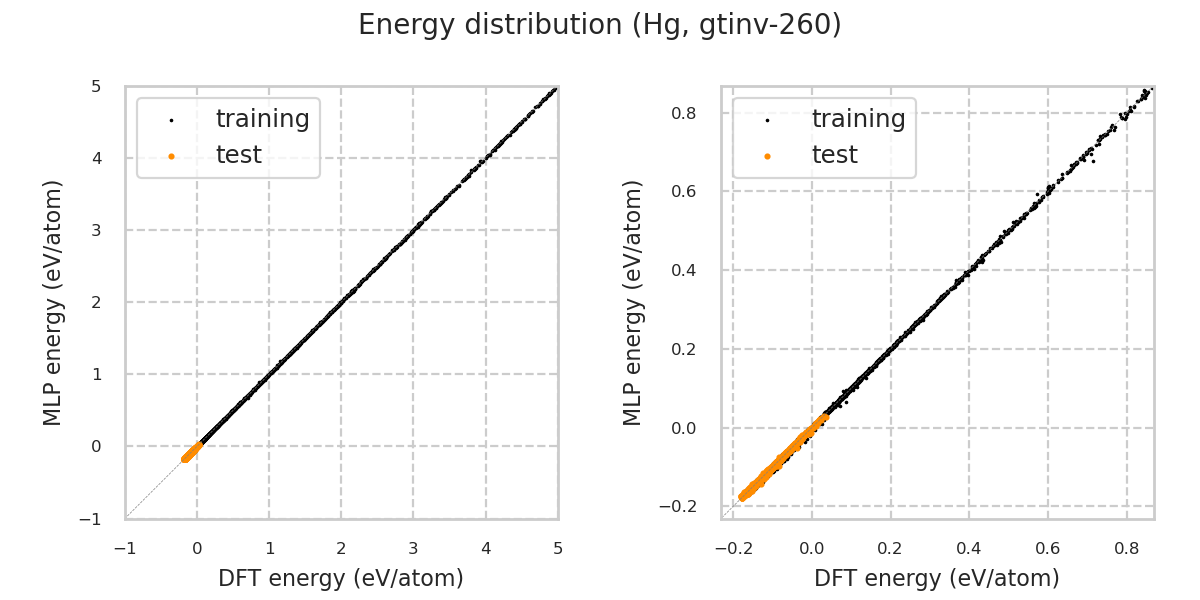 Energy distribution (Hg, gtinv-260)
training
test
5
4
3
2
1
0
−1
−1
0
1
2
3
4
5
MLP energy (eV/atom)
DFT energy (eV/atom)
training
test
0.8
0.6
0.4
0.2
0.0
−0.2
−0.2
0.0
0.2
0.4
0.6
0.8
MLP energy (eV/atom)
DFT energy (eV/atom)